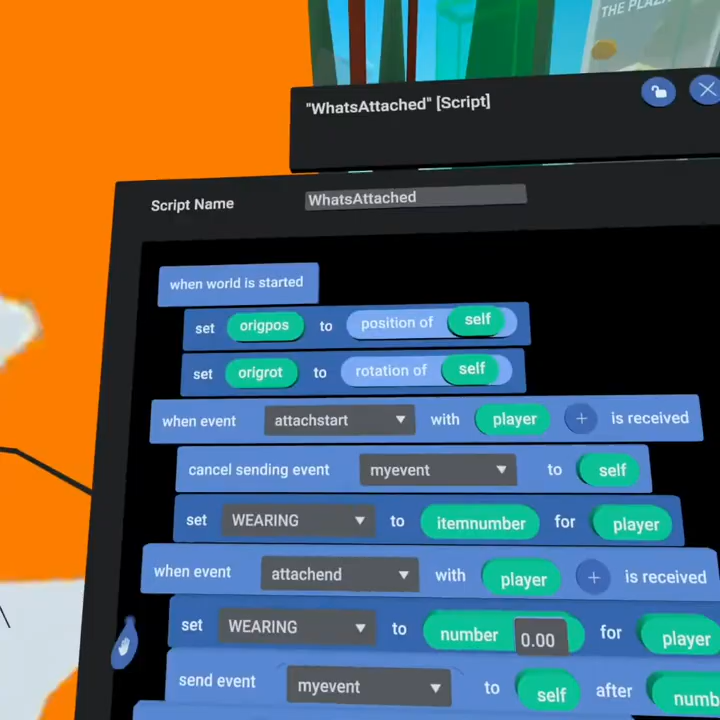 THE PLAZA
"WhatsAttached" [Script]
Script Name WhatsAttached
when world is started
set origpos to position of self
set origrot to rotation of self
when event attachstart with player + is received
cancel sending event myevent to self
set WEARING to itemnumber for player
when event attachend with player + is received
set WEARING to number 0.00 for player
send event myevent to self after numb